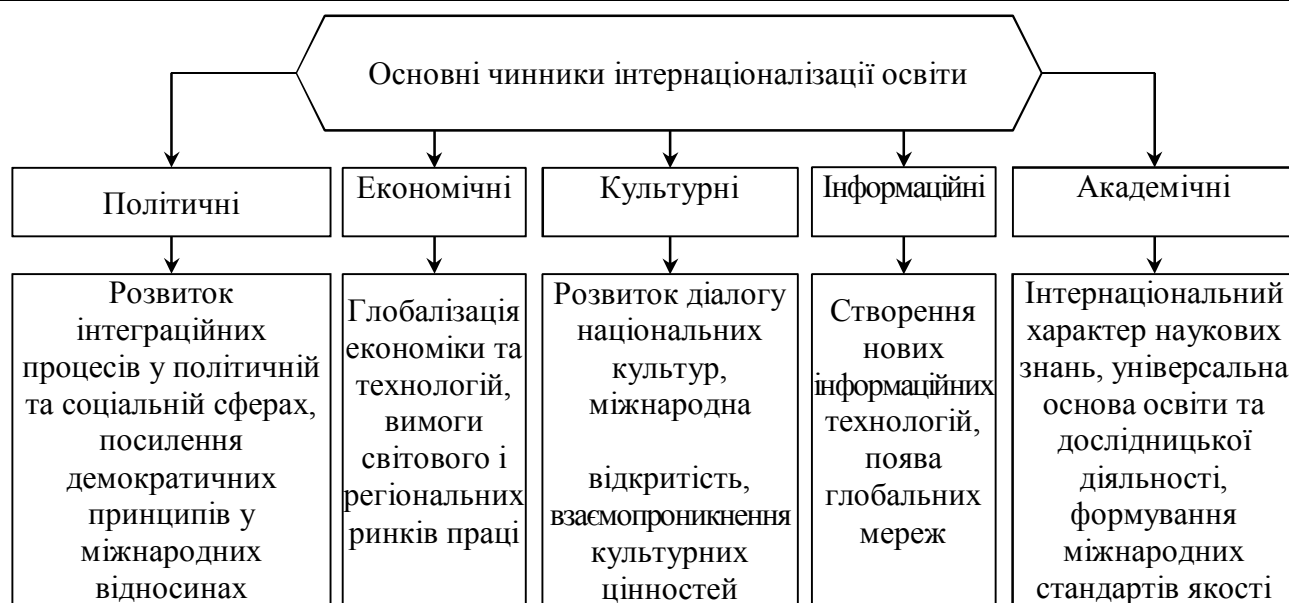 Основні чинники інтернаціоналізації освіти
Політичні
Економічні
Культурні
Інформаційні
Академічні
Розвиток
інтеграційних
процесів у політичній
та соціальній сферах,
посилення
демократичних
принципів у
міжнародних
відносинах
Глобалізація
економіки та
технологій,
вимоги
світового і
регіональних
ринків праці
Розвиток діалогу
національних
культур,
міжнародна
відкритість,
взаємопроникнення
культурних
цінностей
Створення
нових
інформаційних
технологій,
поява
глобальних
мереж
Інтернаціональний
характер наукових
знань, універсальна
основа освіти та
дослідницької
діяльності,
формування
міжнародних
стандартів якості